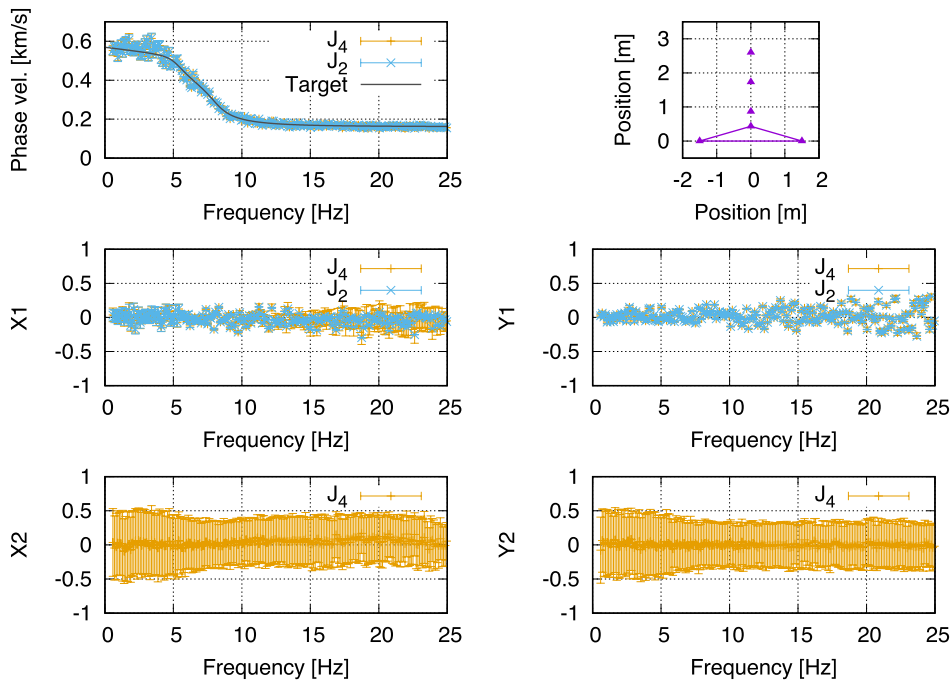 Phase vel. [km/s]
0.6
0.4
0.2
0
J4
J2
Target
0 5 10 15 20 25
Frequency [Hz]
Position [m]
3
2
1
0
-2 -1 0 1 2
Position [m]
X1
1
0.5
0
-0.5
-1
J4
J2
0 5 10 15 20 25
Frequency [Hz]
Y1
1
0.5
0
-0.5
-1
J4
J2
0 5 10 15 20 25
Frequency [Hz]
X2
1
0.5
0
-0.5
-1
J4
0 5 10 15 20 25
Frequency [Hz]
Y2
1
0.5
0
-0.5
-1
J4
0 5 10 15 20 25
Frequency [Hz]